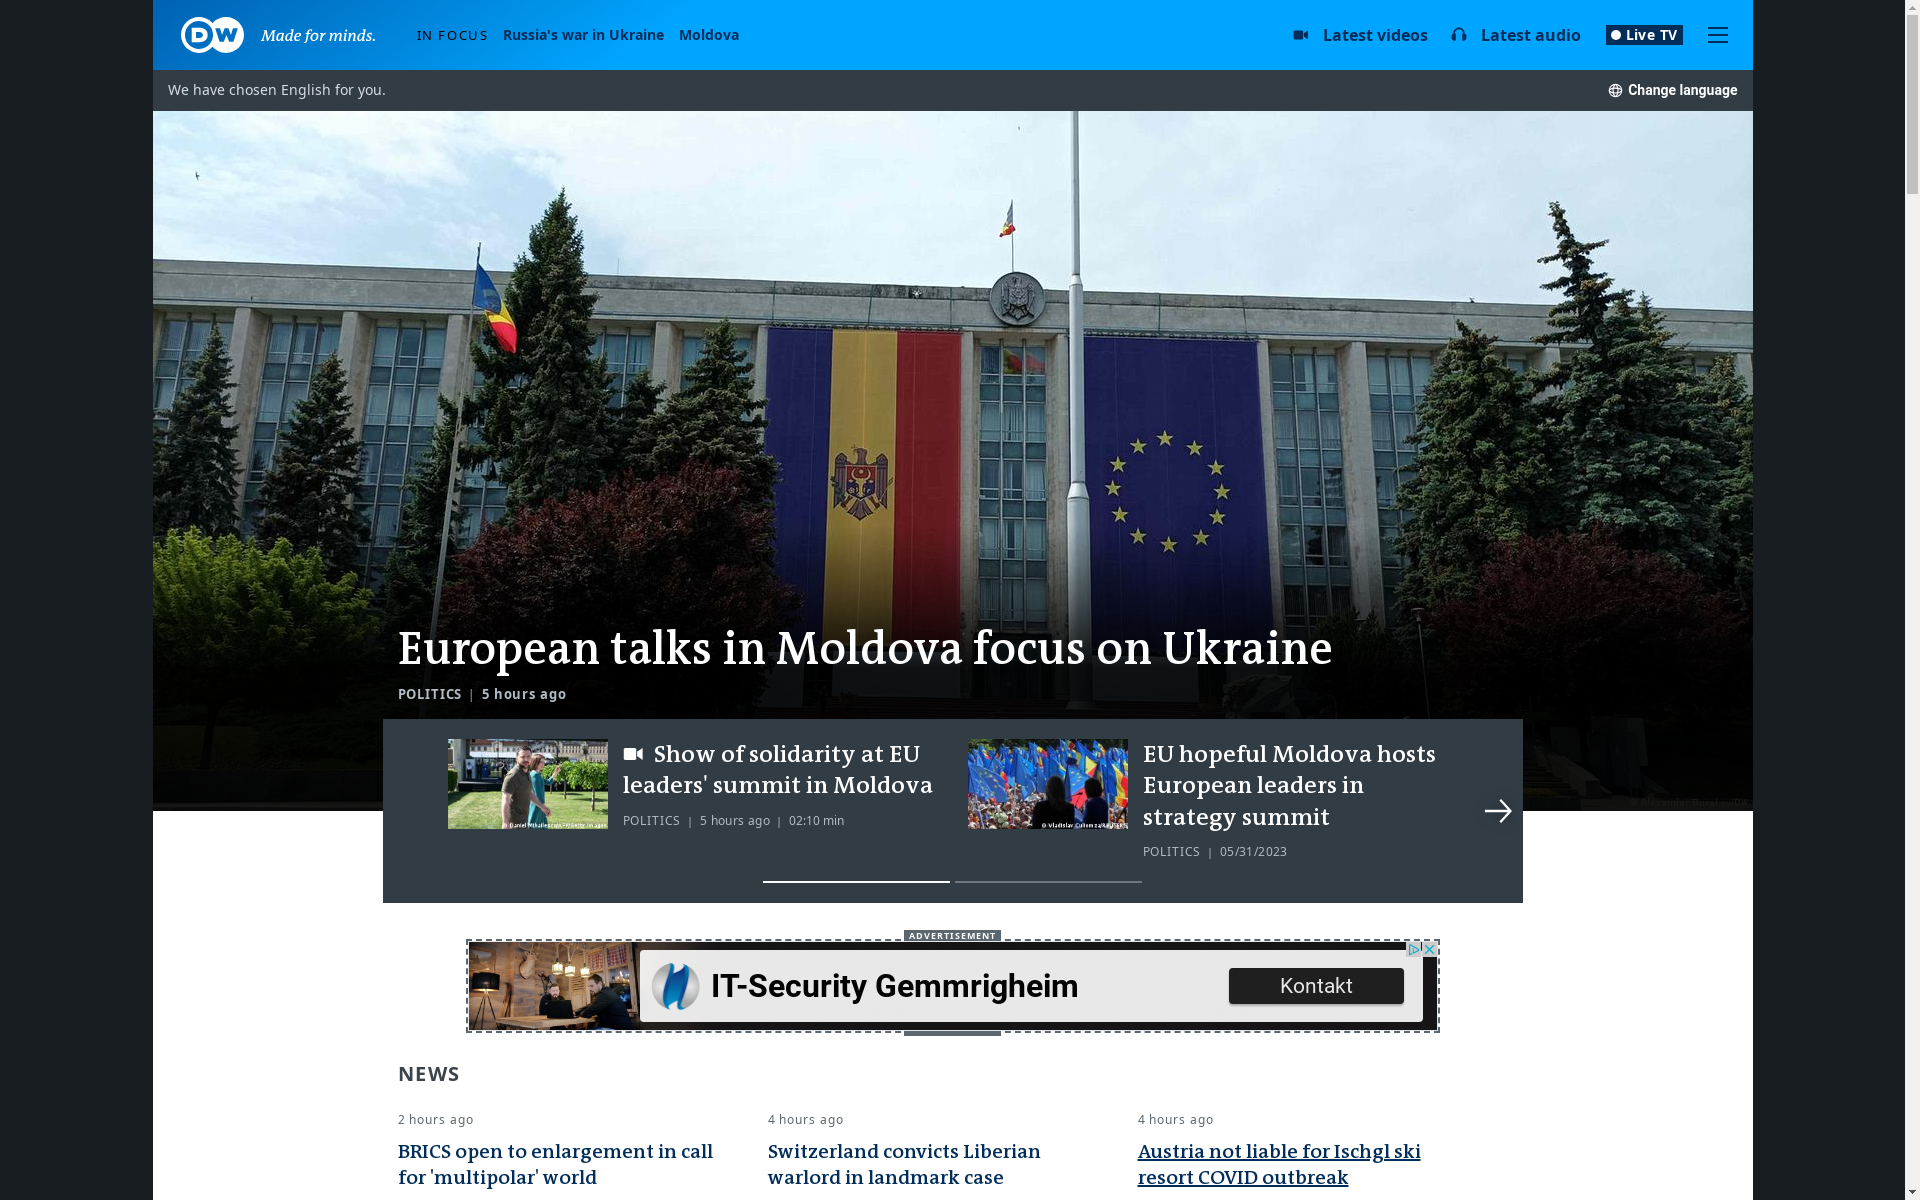 DW
Made for minds.
IN FOCUS
Russia's war in Ukraine
Moldova
Latest videos
Latest audio
Live TV
We have chosen English for you.
Change language
European talks in Moldova focus on Ukraine
POLITICS | 5 hours ago
Show of solidarity at EU
leaders' summit in Moldova
POLITICS | 5 hours ago | 02:10 min
EU hopeful Moldova hosts
European leaders in
strategy summit
POLITICS | 05/31/2023
ADVERTISEMENT
IT-Security Gemmrigheim
Kontakt
NEWS
2 hours ago
BRICS open to enlargement in call
for 'multipolar' world
4 hours ago
Switzerland convicts Liberian
warlord in landmark case
4 hours ago
Austria not liable for Ischgl ski
resort COVID outbreak